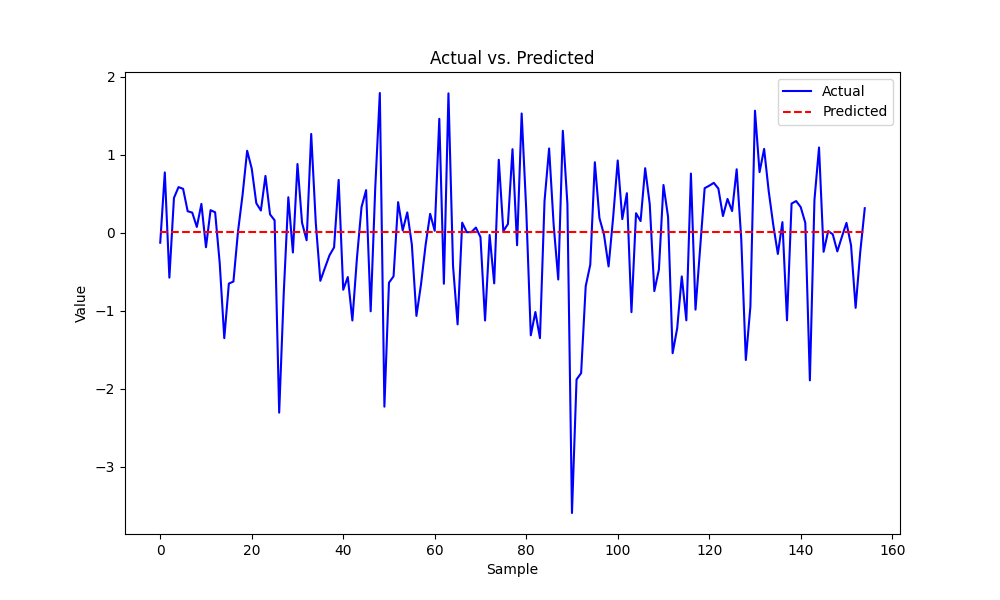 Actual vs. Predicted
Actual
Predicted
Value
2
1
0
−1
−2
−3
0 20 40 60 80 100 120 140 160
Sample